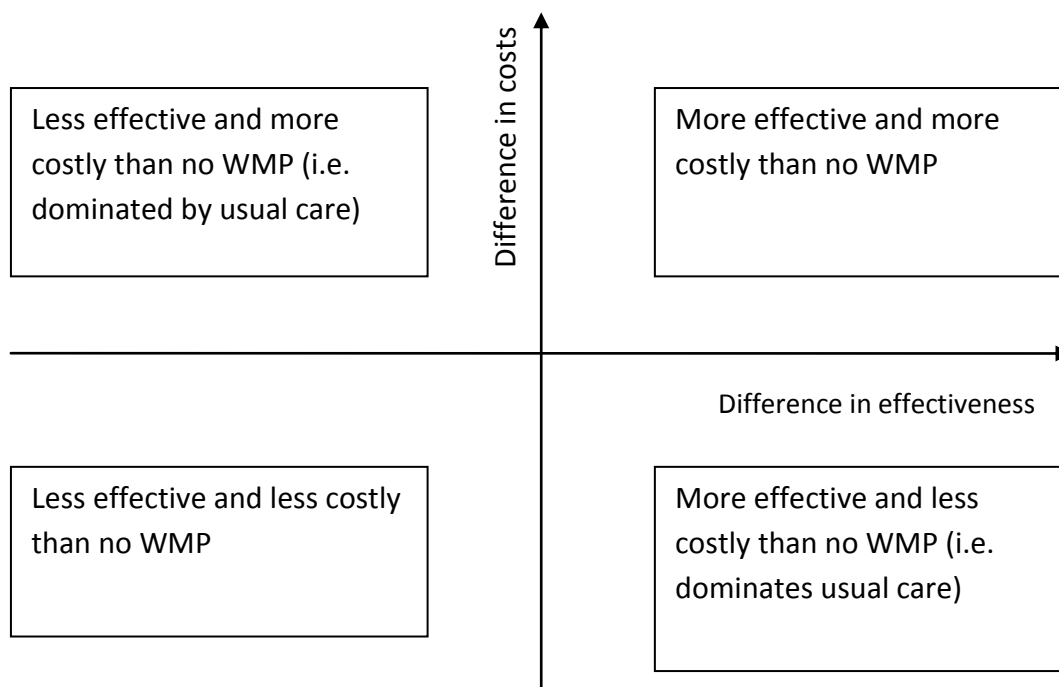 Difference in costs
Less effective and more
costly than no WMP (i.e.
dominated by usual care)
More effective and more
costly than no WMP
Difference in effectiveness
Less effective and less costly
than no WMP
More effective and less
costly than no WMP (i.e.
dominates usual care)